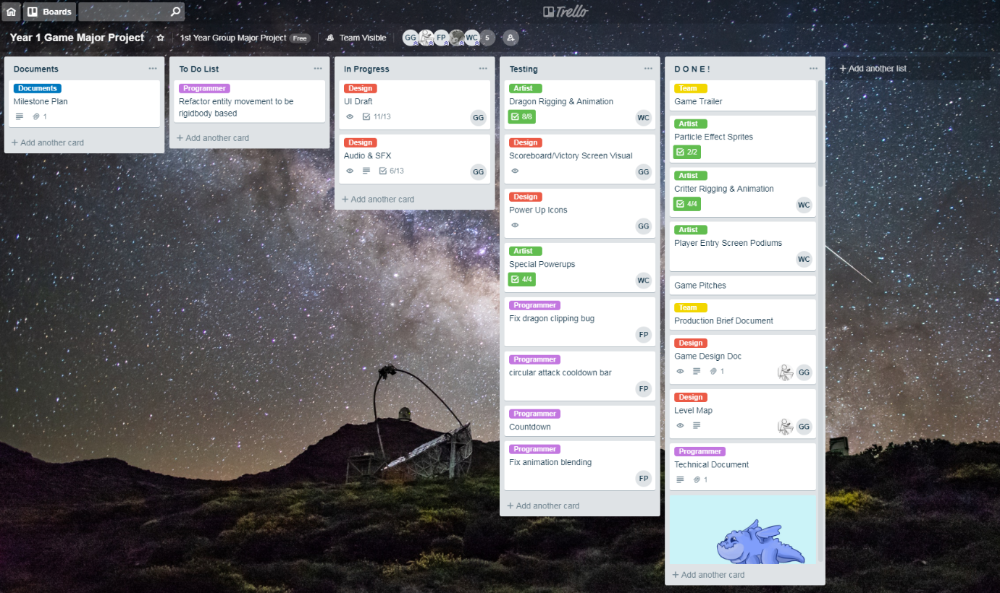 Boards
Trello
Year 1 Game Major Project
1st Year Group Major Project Free
Team Visible
GG FP WC 5
Documents
Documents
Milestone Plan
1
+ Add another card
To Do List
Programmer
Refactor entity movement to be
rigidbody based
+ Add another card
In Progress
Design
UI Draft
11/13
GG
Design
Audio & SFX
6/13
GG
+ Add another card
Testing
Artist
Dragon Rigging & Animation
8/8
WC
Design
Scoreboard/Victory Screen Visual
GG
Design
Power Up Icons
GG
Artist
Special Powerups
4/4
WC
Programmer
Fix dragon clipping bug
FP
Programmer
circular attack cooldown bar
FP
Programmer
Countdown
Programmer
Fix animation blending
FP
+ Add another card
D O N E !
Team
Game Trailer
Artist
Particle Effect Sprites
2/2
Artist
Critter Rigging & Animation
4/4
WC
Artist
Player Entry Screen Podiums
WC
Game Pitches
Team
Production Brief Document
Design
Game Design Doc
1
GG
Design
Level Map
GG
Programmer
Technical Document
1
+ Add another card
+ Add another list